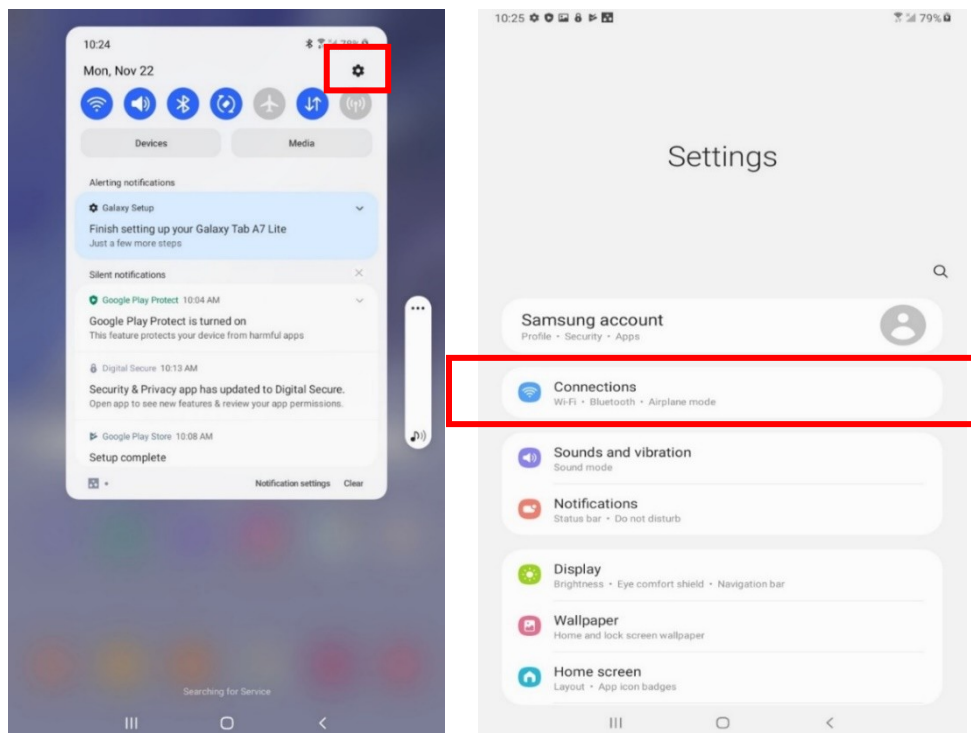 10:24
Mon, Nov 22
Devices
Media
Alerting notifications
Galaxy Setup
Finish setting up your Galaxy Tab A7 Lite
Just a few more steps
Silent notifications
Google Play Protect 10:04 AM
Google Play Protect is turned on
This feature protects your device from harmful apps
Digital Secure 10:13 AM
Security & Privacy app has updated to Digital Secure.
Open app to see new features & review your app permissions.
Google Play Store 10:08 AM
Setup complete
Notification settings Clear
Searching for Service
10:25
79%
Settings
Samsung account
Profile • Security • Apps
Connections
Wi-Fi • Bluetooth • Airplane mode
Sounds and vibration
Sound mode
Notifications
Status bar • Do not disturb
Display
Brightness • Eye comfort shield • Navigation bar
Wallpaper
Home and lock screen wallpaper
Home screen
Layout • App icon badges